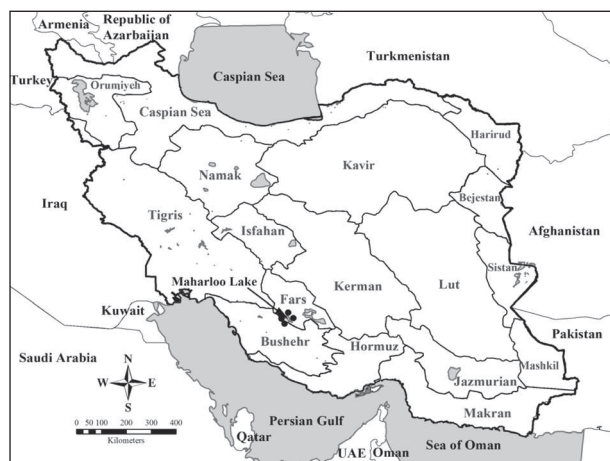 Armenia
Republic of
Azarbaijan
Turkey
Orumiyeh
Caspian Sea
Turkmenistan
Caspian Sea
Harirud
Namak
Kavir
Bejestan
Iraq
Tigris
Isfahan
Afghanistan
Sistan
Maharloo Lake
Fars
Kerman
Lut
Kuwait
Bushehr
Hormuz
Pakistan
Mashkil
Saudi Arabia
N
W E
S
Jazmurian
Makran
0 50 100 200 300 400
Kilometers
Persian Gulf
Qatar
UAE
Oman
Sea of Oman